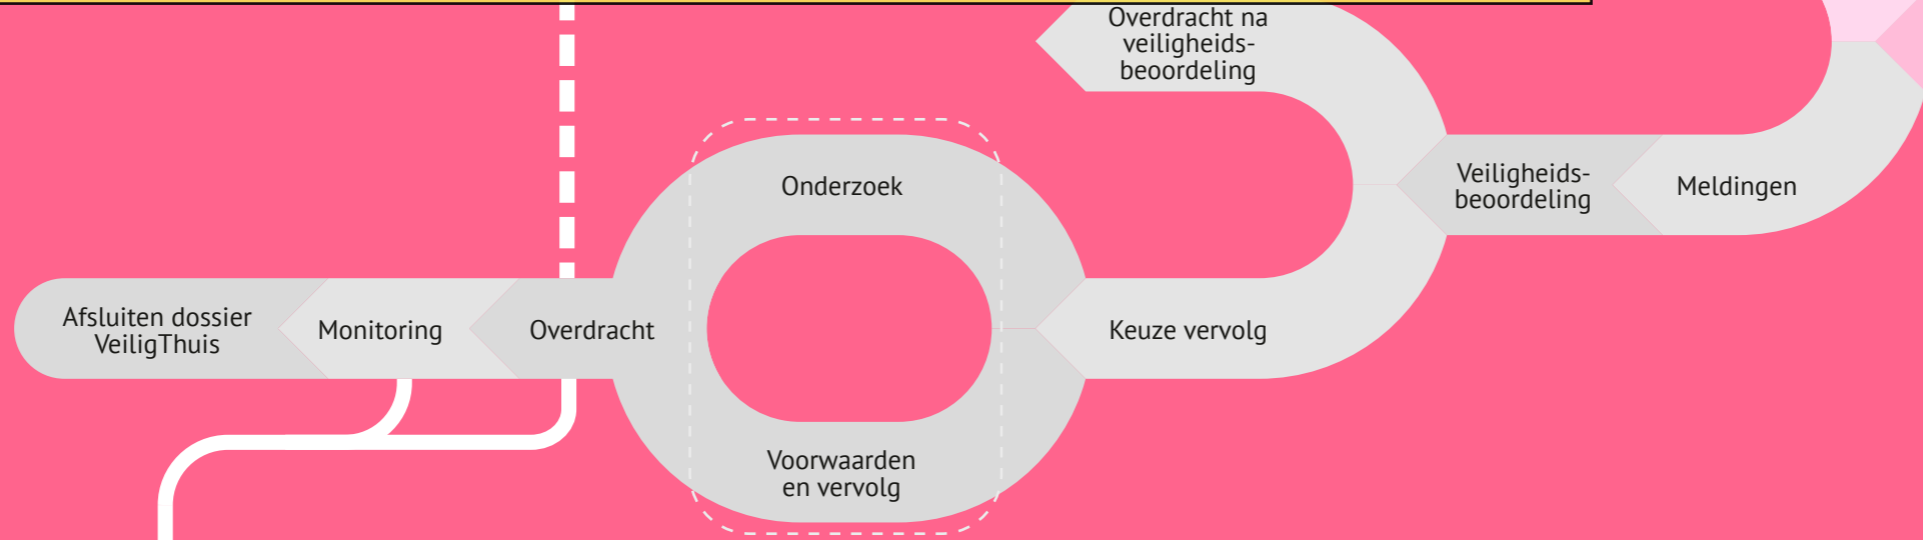 Overdracht na
veiligheids-
beoordeling
Onderzoek
Veiligheids-
beoordeling
Meldingen
Afsluiten dossier
VeiligThuis
Monitoring
Overdracht
Keuze vervolg
Voorwaarden
en vervolg